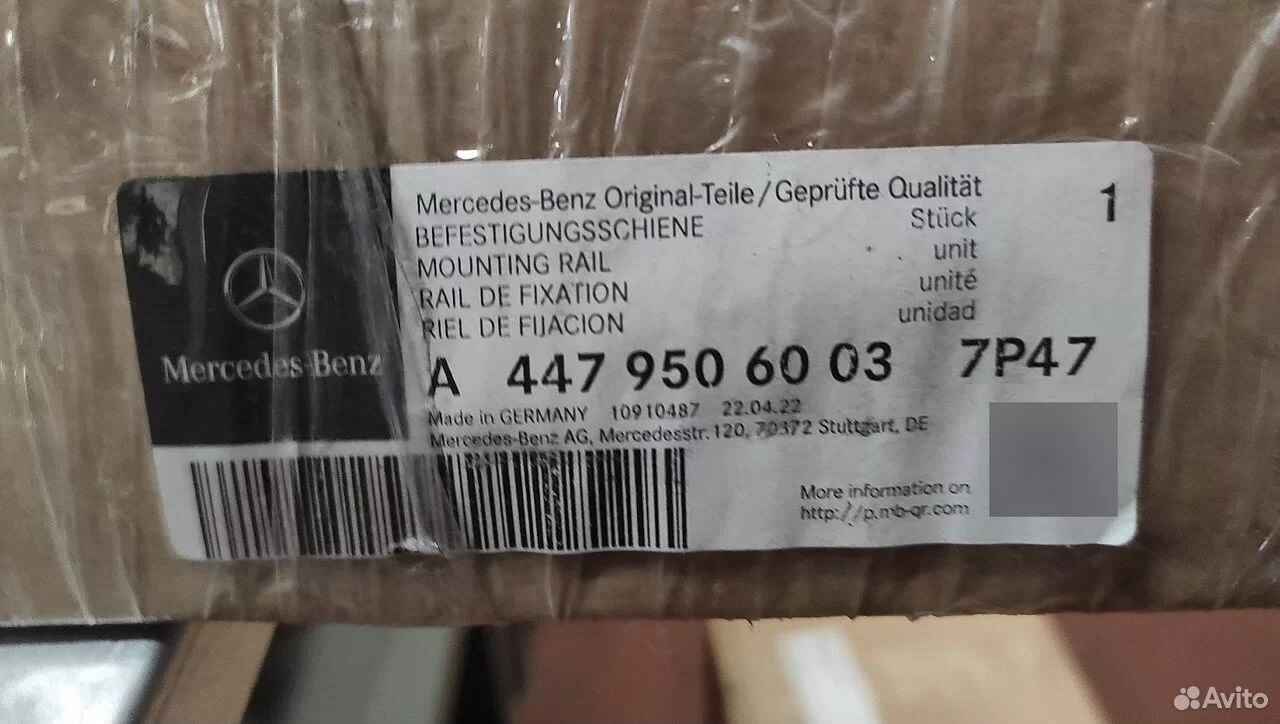 Mercedes-Benz
Mercedes-Benz Original-Teile/Geprüfte Qualität
BEFESTIGUNGSSCHIENE Stück 1
MOUNTING RAIL unit
RAIL DE FIXATION unité
RIEL DE FIJACION unidad
A 447 950 60 03 7P47
Made in GERMANY 10910487 22.04.22
Mercedes-Benz AG, Mercedesstr. 120, 70372 Stuttgart, DE
More information on
http://p.mb-qr.com
Avito